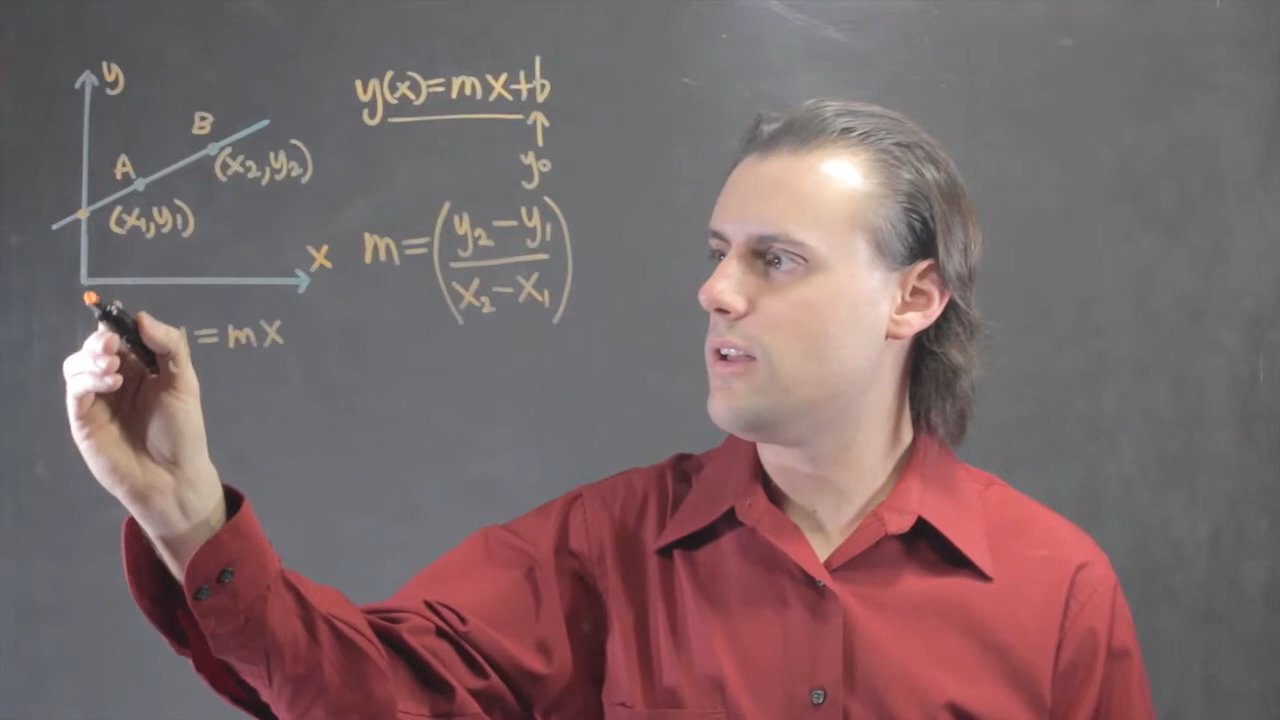 y
B
A
(x₂,y₂)
(x₁,y₁)
x
y(x)=mx+b
y₀
m=(y₂-y₁/x₂-x₁)
=mx